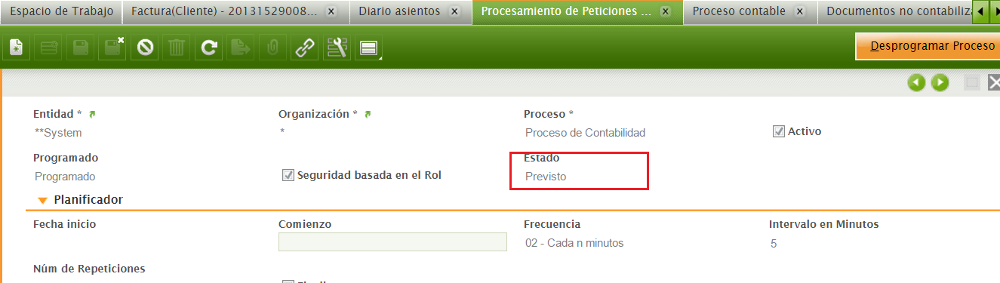 Espacio de Trabajo Factura(Cliente) - 20131529008... Diario asientos Procesamiento de Peticiones ... Proceso contable Documentos no contabiliza
Desprogramar Proceso
Entidad * Organización * Proceso *
**System * Proceso de Contabilidad Activo
Programado Estado
Programado Seguridad basada en el Rol Previsto
Planificador
Fecha inicio Comienzo Frecuencia Intervalo en Minutos
02 - Cada n minutos 5
Núm de Repeticiones